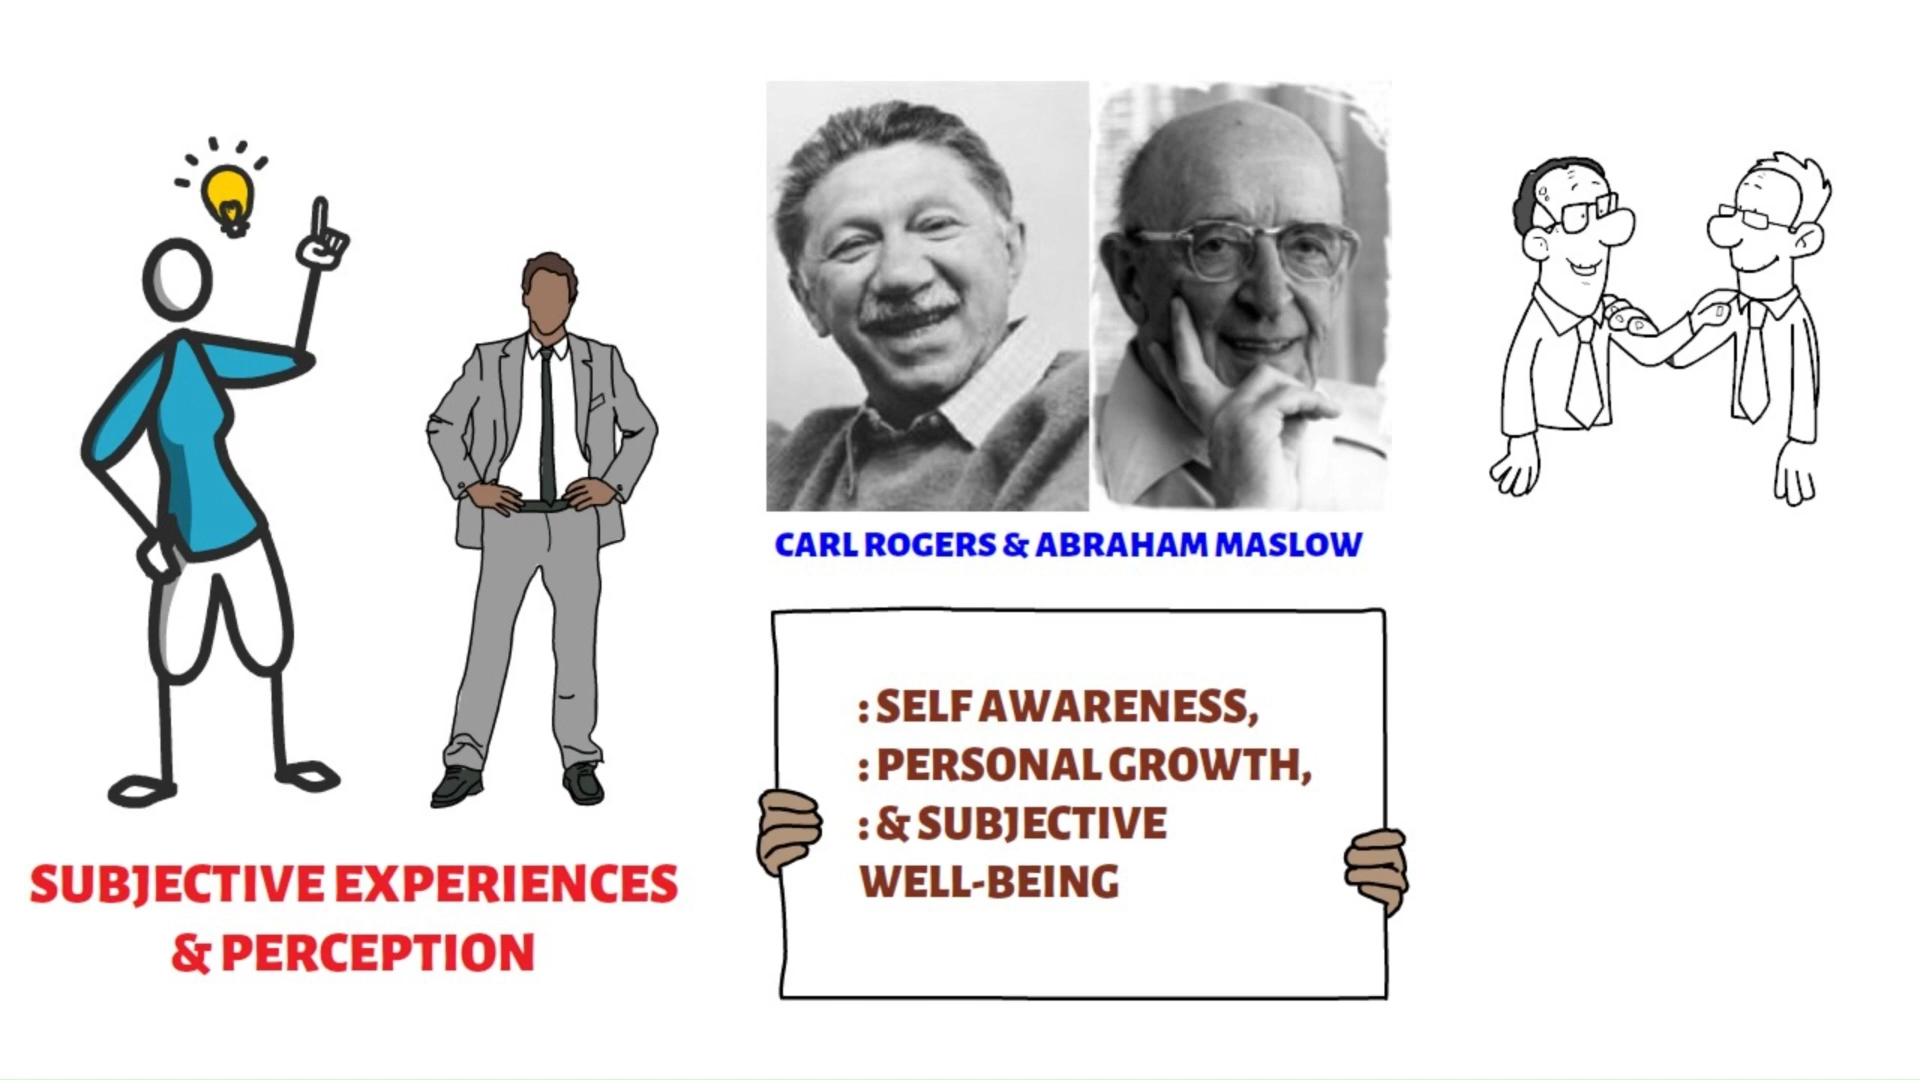 SUBJECTIVE EXPERIENCES
& PERCEPTION
CARL ROGERS & ABRAHAM MASLOW
: SELF AWARENESS,
: PERSONAL GROWTH,
: & SUBJECTIVE
WELL-BEING